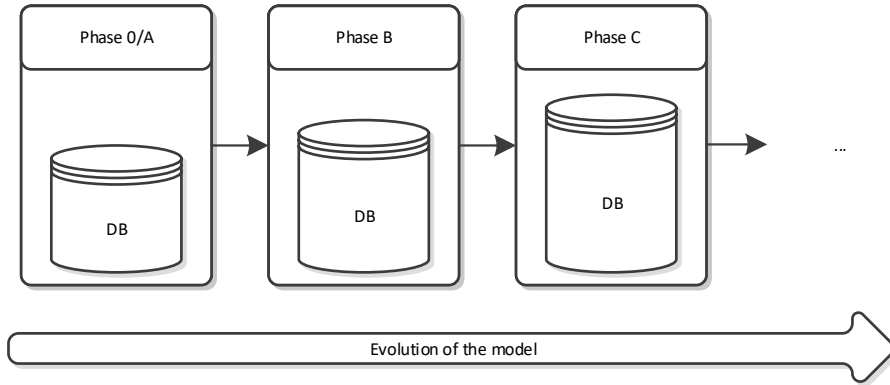 Phase 0/A
Phase B
Phase C
DB
DB
DB
...
Evolution of the model